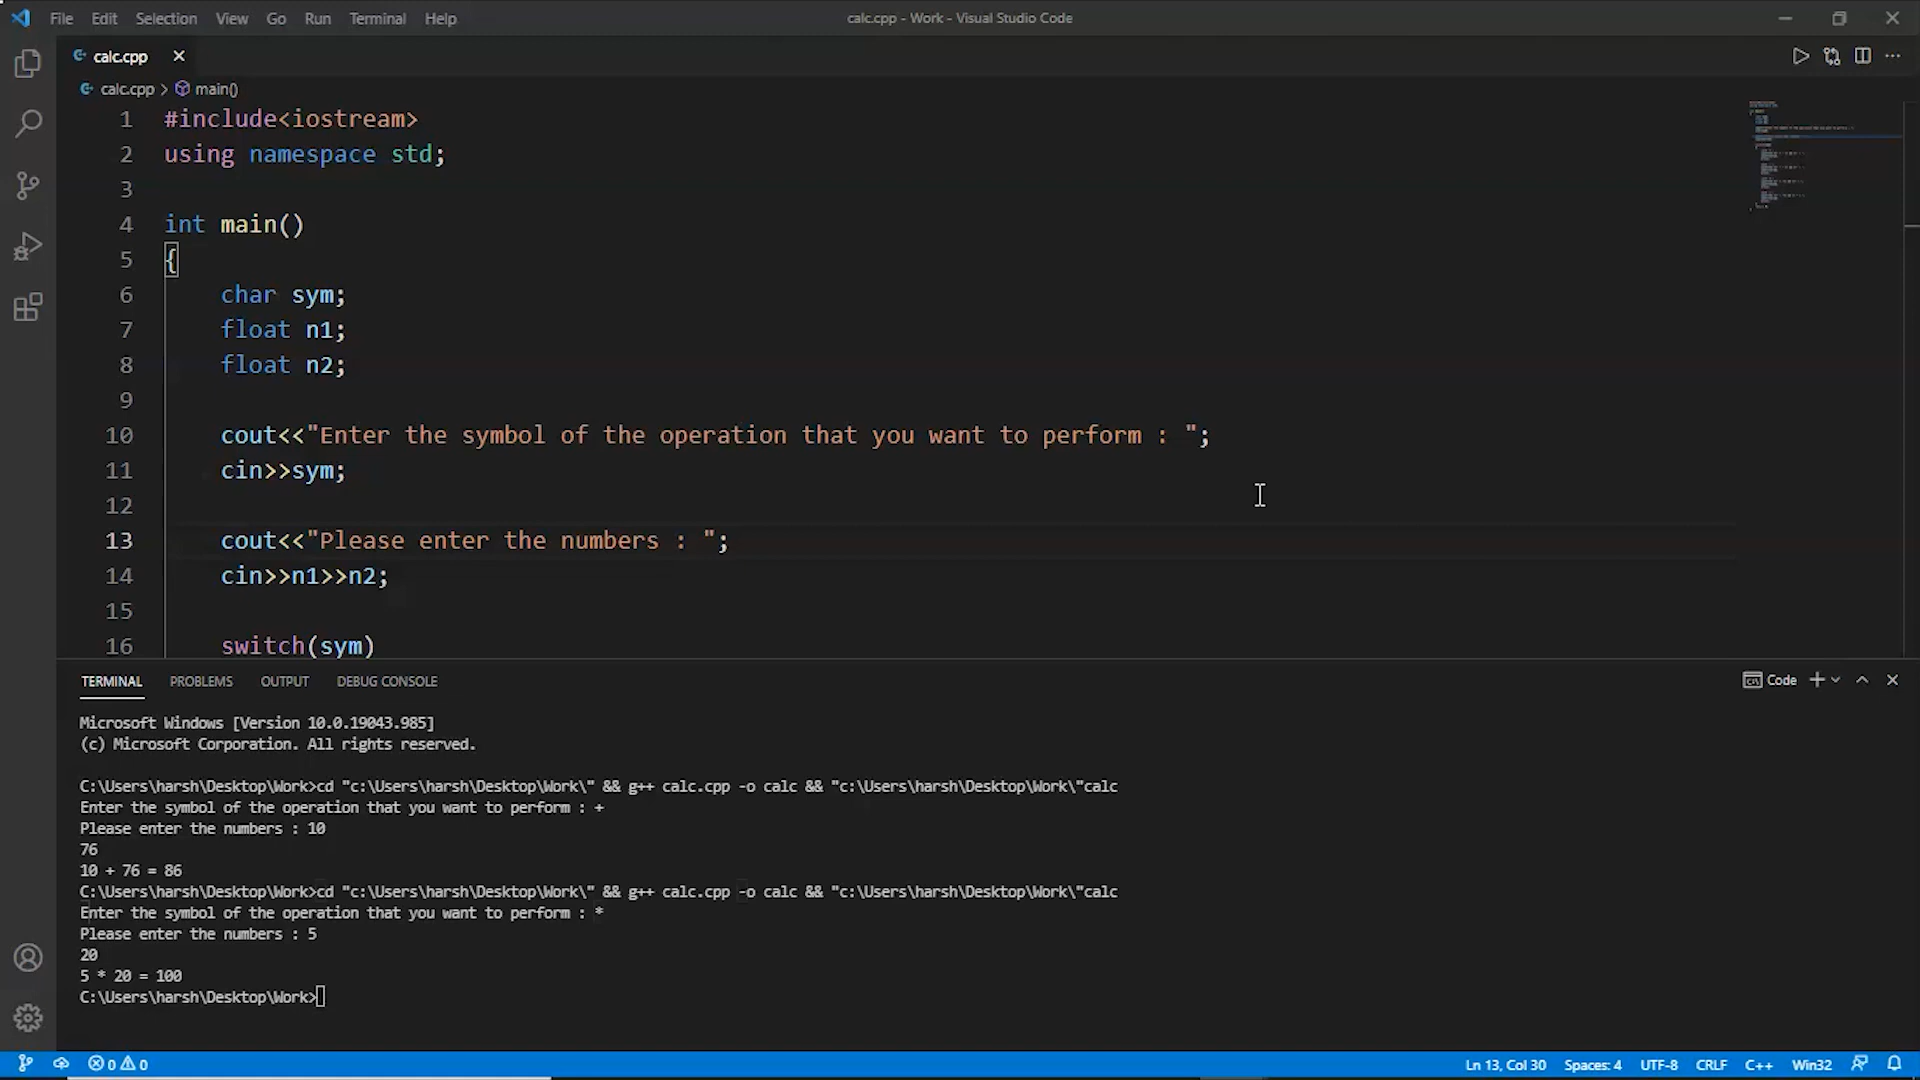 File Edit Selection View Go Run Terminal Help
calc.cpp - Work - Visual Studio Code
calc.cpp
calc.cpp > main()
1 #include<iostream>
2 using namespace std;
3
4 int main()
5 {
6 char sym;
7 float n1;
8 float n2;
9
10 cout<<"Enter the symbol of the operation that you want to perform : ";
11 cin>>sym;
12
13 cout<<"Please enter the numbers : ";
14 cin>>n1>>n2;
15
16 switch(sym)
TERMINAL PROBLEMS OUTPUT DEBUG CONSOLE
Code
Microsoft Windows [Version 10.0.19043.985]
(c) Microsoft Corporation. All rights reserved.
C:\Users\harsh\Desktop\Work>cd "c:\Users\harsh\Desktop\Work\" && g++ calc.cpp -o calc && "c:\Users\harsh\Desktop\Work\"calc
Enter the symbol of the operation that you want to perform : +
Please enter the numbers : 10
76
10 + 76 = 86
C:\Users\harsh\Desktop\Work>cd "c:\Users\harsh\Desktop\Work\" && g++ calc.cpp -o calc && "c:\Users\harsh\Desktop\Work\"calc
Enter the symbol of the operation that you want to perform : *
Please enter the numbers : 5
20
5 * 20 = 100
C:\Users\harsh\Desktop\Work>
0 0
Ln 13, Col 30 Spaces: 4 UTF-8 CRLF C++ Win32